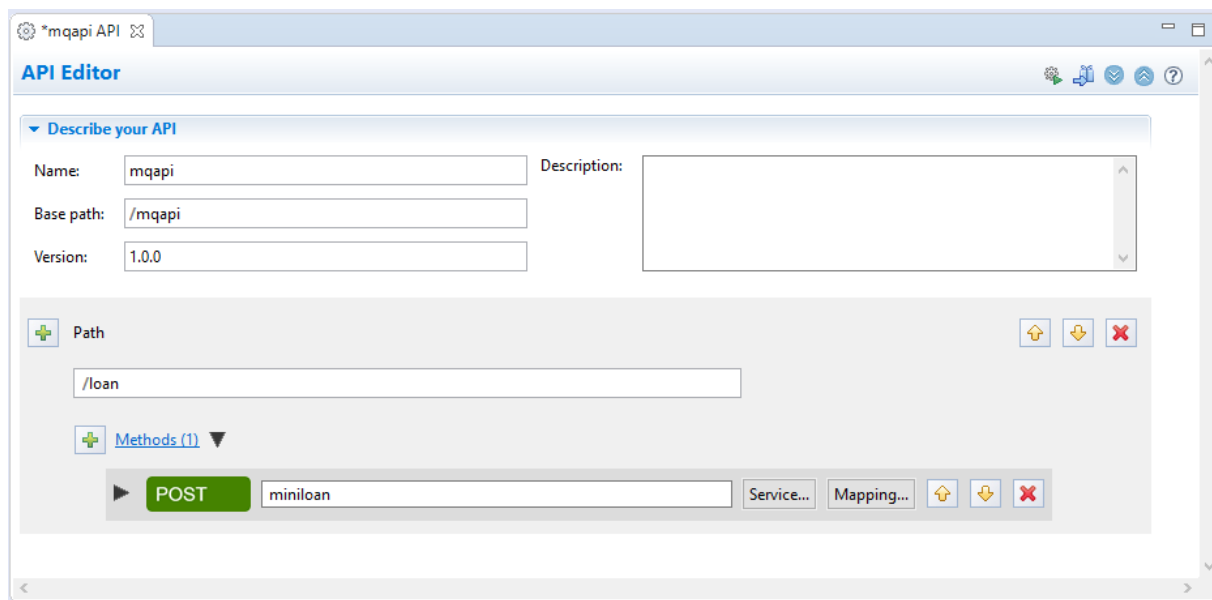 *mqapi API
API Editor
Describe your API
Name: mqapi
Description:
Base path: /mqapi
Version: 1.0.0
Path
/loan
Methods (1)
POST miniloan Service... Mapping...